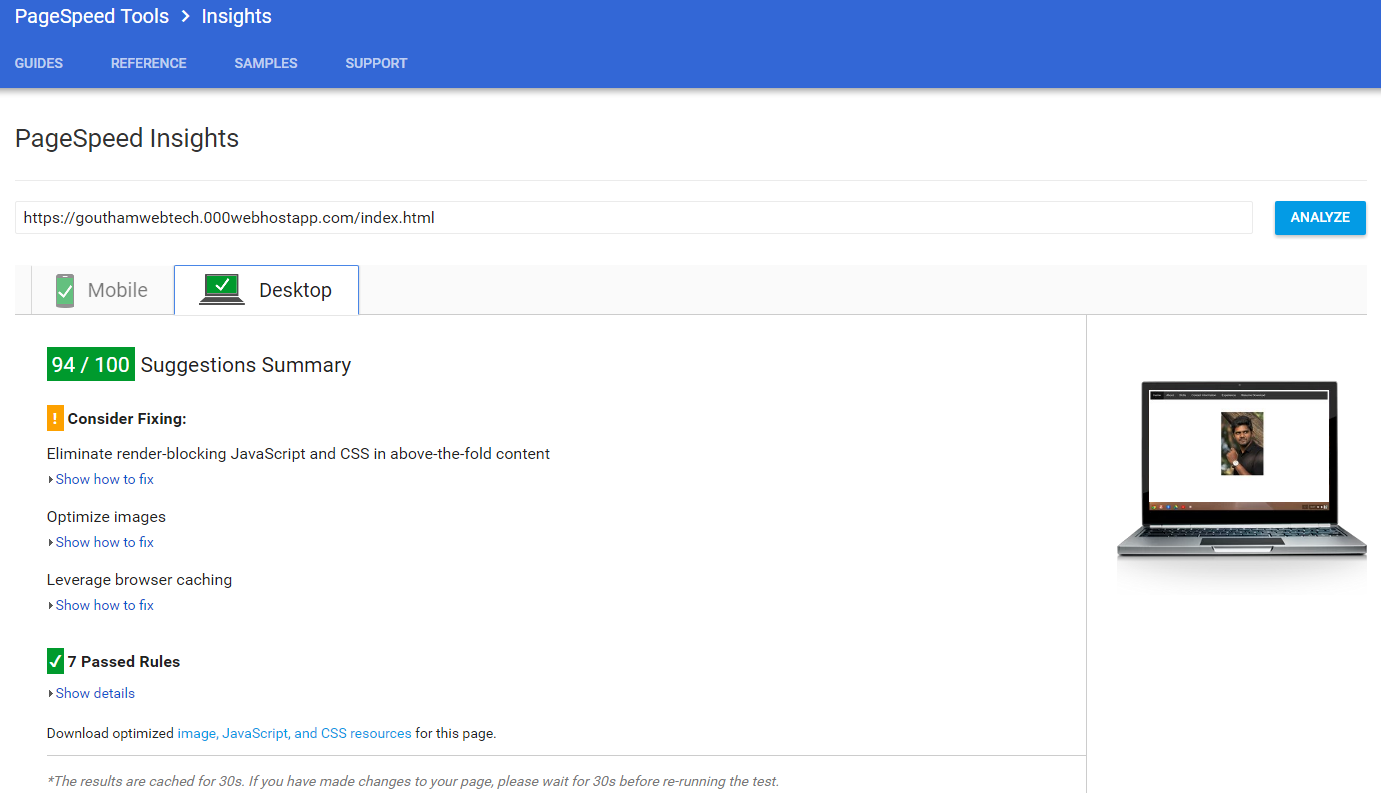 PageSpeed Tools > Insights
GUIDES REFERENCE SAMPLES SUPPORT
PageSpeed Insights
https://gouthamwebtech.000webhostapp.com/index.html ANALYZE
Mobile Desktop
94 / 100 Suggestions Summary
! Consider Fixing:
Eliminate render-blocking JavaScript and CSS in above-the-fold content
Show how to fix
Optimize images
Show how to fix
Leverage browser caching
Show how to fix
7 Passed Rules
Show details
Download optimized image, JavaScript, and CSS resources for this page.
*The results are cached for 30s. If you have made changes to your page, please wait for 30s before re-running the test.